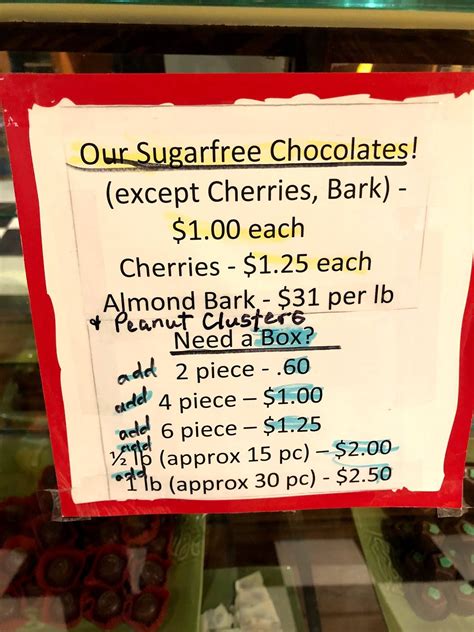 Our Sugarfree Chocolates!
(except Cherries, Bark) -
$1.00 each
Cherries - $1.25 each
Almond Bark - $31 per lb
& Peanut Clusters
Need a Box?
add 2 piece - .60
add 4 piece – $1.00
add 6 piece – $1.25
add ½ lb (approx 15 pc) – $2.00
add 1 lb (approx 30 pc) - $2.50